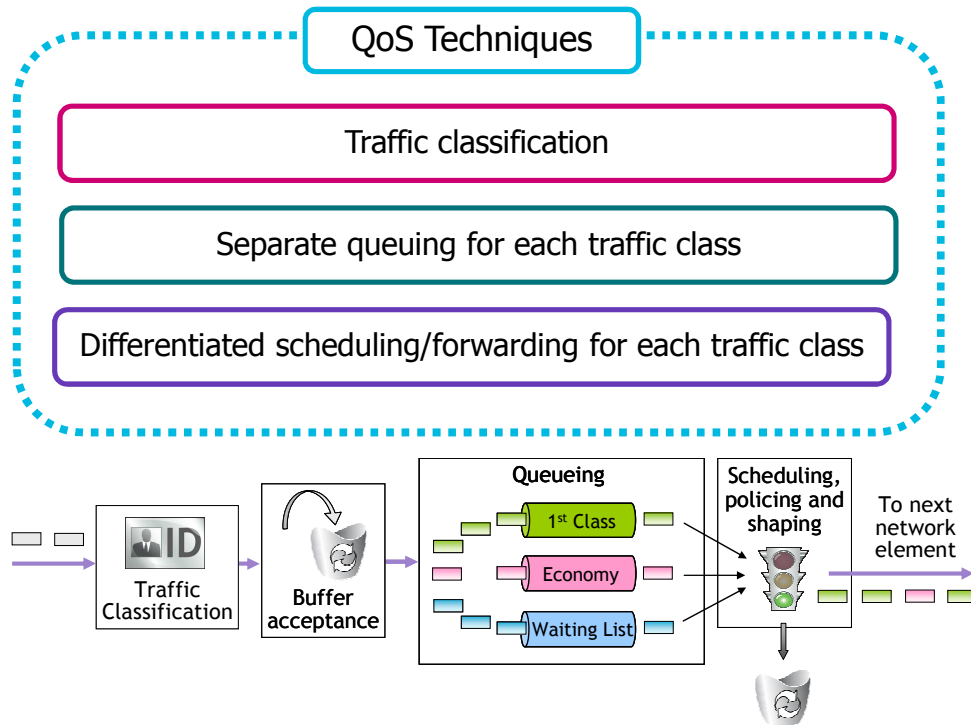 QoS Techniques
Traffic classification
Separate queuing for each traffic class
Differentiated scheduling/forwarding for each traffic class
ID
Traffic
Classification
Buffer
acceptance
Queueing
1st Class
Economy
Waiting List
Scheduling,
policing and
shaping
To next
network
element